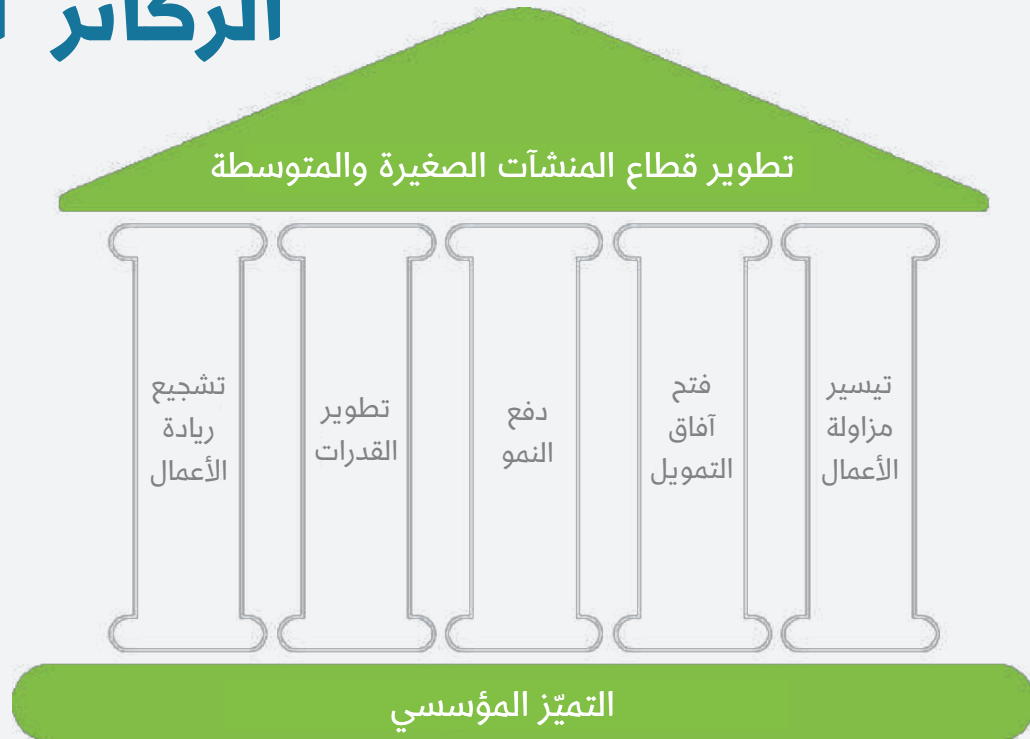 الركائز
تطوير قطاع المنشآت الصغيرة والمتوسطة
تيسير
مزاولة
الأعمال
فتح
آفاق
التمويل
دفع
النمو
تطوير
القدرات
تشجيع
ريادة
الأعمال
التميّز المؤسسي